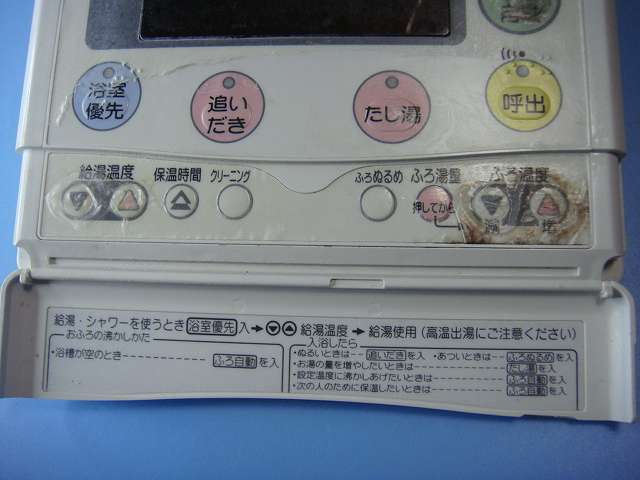 浴室
優先
追い
だき
たし湯
呼出
給湯温度
保温時間
クリーニング
ふろぬるめ
ふろ湯量
ふろ温度
押してから
給湯・シャワーを使うとき 浴室優先 入→▽△給湯温度→給湯使用(高温出湯にご注意ください)
おふろの沸かしかた
・浴槽が空のとき ふろ自動 を入
入浴したら
・ぬるいときは 追いだき を入 ・あついときは ふろぬるめ を入
・お湯の量を増やしたいときは たし湯 を入
・設定温度に沸かしあげたいときは ふろ自動 を入
・次の人のために保温したいときは ふろ自動 を入